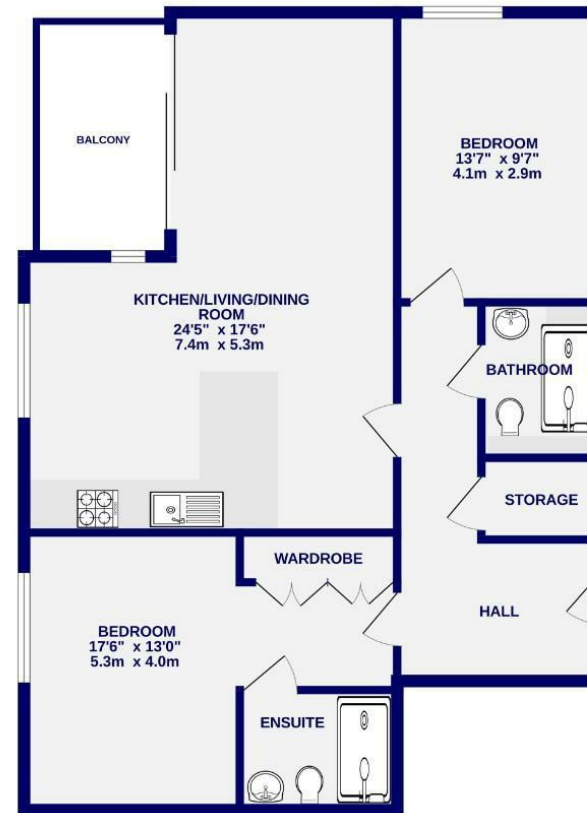 BALCONY
BEDROOM
13'7" x 9'7"
4.1m x 2.9m
KITCHEN/LIVING/DINING
ROOM
24'5" x 17'6"
7.4m x 5.3m
BATHROOM
STORAGE
WARDROBE
HALL
BEDROOM
17'6" x 13'0"
5.3m x 4.0m
ENSUITE